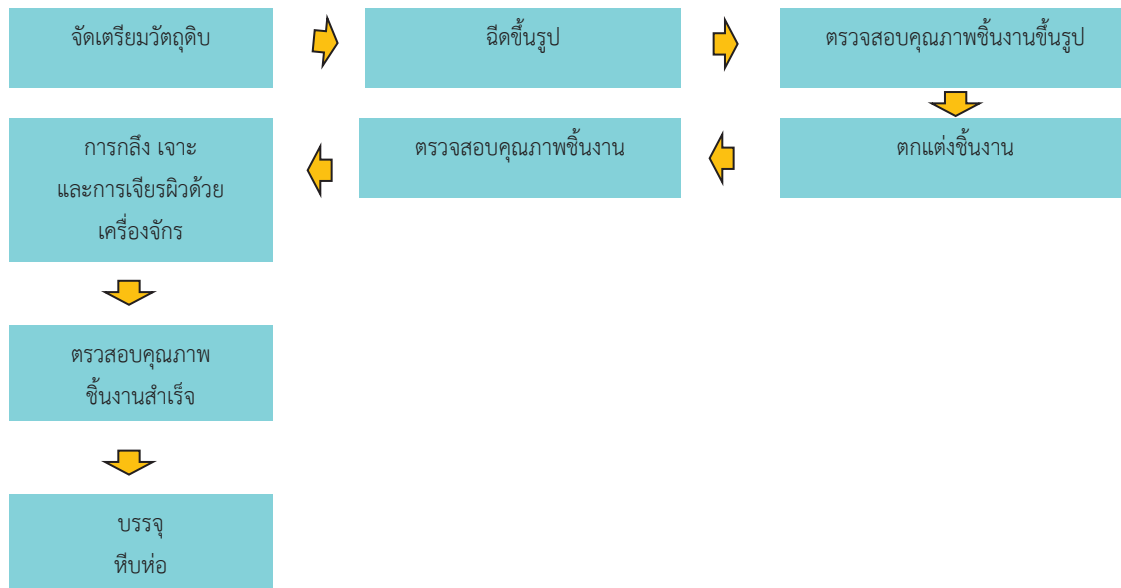 จัดเตรียมวัตถุดิบ
ฉีดขึ้นรูป
ตรวจสอบคุณภาพชิ้นงานขึ้นรูป
ตกแต่งชิ้นงาน
ตรวจสอบคุณภาพชิ้นงาน
การกลึง เจาะ
และการเจียรผิวด้วย
เครื่องจักร
ตรวสอบคุณภาพ
ชิ้นงานสำเร็จ
บรรจุ
หีบห่อ